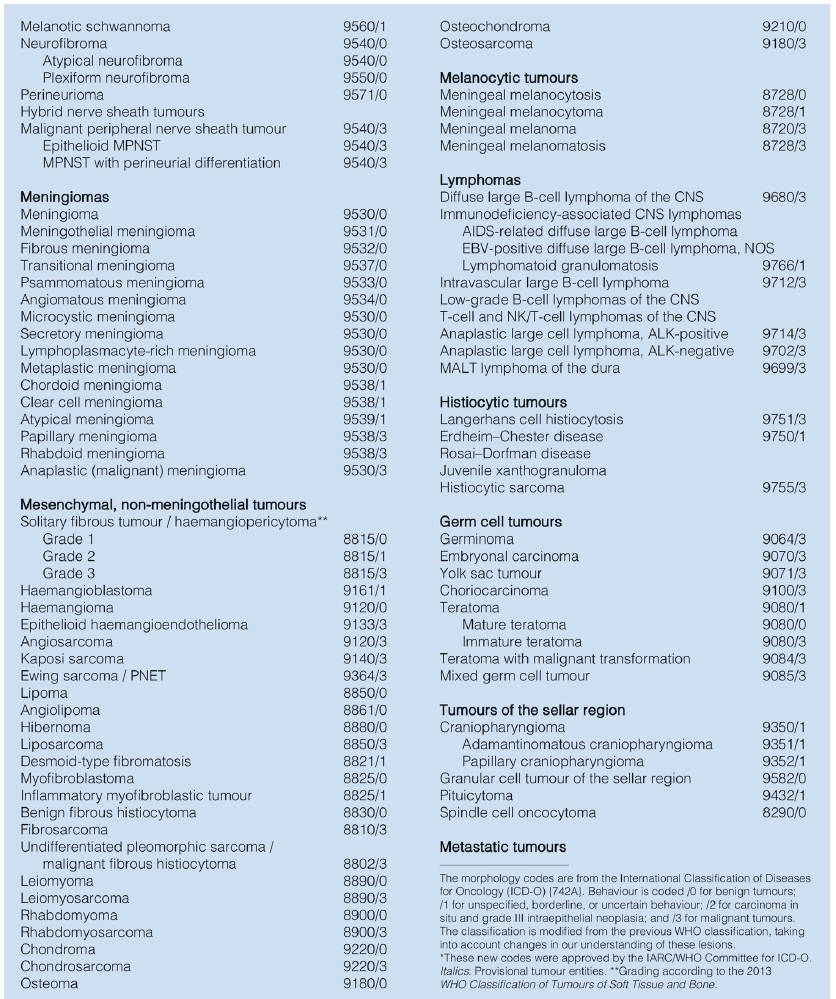 Melanotic schwannoma 9560/1
Neurofibroma 9540/0
Atypical neurofibroma 9540/0
Plexiform neurofibroma 9550/0
Perineurioma 9571/0
Hybrid nerve sheath tumours
Malignant peripheral nerve sheath tumour 9540/3
Epithelioid MPNST 9540/3
MPNST with perineurial differentiation 9540/3
Meningiomas
Meningioma 9530/0
Meningothelial meningioma 9531/0
Fibrous meningioma 9532/0
Transitional meningioma 9537/0
Psammomatous meningioma 9533/0
Angiomatous meningioma 9534/0
Microcystic meningioma 9530/0
Secretory meningioma 9530/0
Lymphoplasmacyte-rich meningioma 9530/0
Metaplastic meningioma 9530/0
Chordoid meningioma 9538/1
Clear cell meningioma 9538/1
Atypical meningioma 9539/1
Papillary meningioma 9538/3
Rhabdoid meningioma 9538/3
Anaplastic (malignant) meningioma 9530/3
Mesenchymal, non-meningothelial tumours
Solitary fibrous tumour / haemangiopericytoma**
Grade 1 8815/0
Grade 2 8815/1
Grade 3 8815/3
Haemangioblastoma 9161/1
Haemangioma 9120/0
Epithelioid haemangioendothelioma 9133/3
Angiosarcoma 9120/3
Kaposi sarcoma 9140/3
Ewing sarcoma / PNET 9364/3
Lipoma 8850/0
Angiolipoma 8861/0
Hibernoma 8880/0
Liposarcoma 8850/3
Desmoid-type fibromatosis 8821/1
Myofibroblastoma 8825/0
Inflammatory myofibroblastic tumour 8825/1
Benign fibrous histiocytoma 8830/0
Fibrosarcoma 8810/3
Undifferentiated pleomorphic sarcoma /
malignant fibrous histiocytoma 8802/3
Leiomyoma 8890/0
Leiomyosarcoma 8890/3
Rhabdomyoma 8900/0
Rhabdomyosarcoma 8900/3
Chondroma 9220/0
Chondrosarcoma 9220/3
Osteoma 9180/0
Osteochondroma 9210/0
Osteosarcoma 9180/3
Melanocytic tumours
Meningeal melanocytosis 8728/0
Meningeal melanocytoma 8728/1
Meningeal melanoma 8720/3
Meningeal melanomatosis 8728/3
Lymphomas
Diffuse large B-cell lymphoma of the CNS 9680/3
Immunodeficiency-associated CNS lymphomas
AIDS-related diffuse large B-cell lymphoma
EBV-positive diffuse large B-cell lymphoma, NOS
Lymphomatoid granulomatosis 9766/1
Intravascular large B-cell lymphoma 9712/3
Low-grade B-cell lymphomas of the CNS
T-cell and NK/T-cell lymphomas of the CNS
Anaplastic large cell lymphoma, ALK-positive 9714/3
Anaplastic large cell lymphoma, ALK-negative 9702/3
MALT lymphoma of the dura 9699/3
Histiocytic tumours
Langerhans cell histiocytosis 9751/3
Erdheim–Chester disease 9750/1
Rosai–Dorfman disease
Juvenile xanthogranuloma
Histiocytic sarcoma 9755/3
Germ cell tumours
Germinoma 9064/3
Embryonal carcinoma 9070/3
Yolk sac tumour 9071/3
Choriocarcinoma 9100/3
Teratoma 9080/1
Mature teratoma 9080/0
Immature teratoma 9080/3
Teratoma with malignant transformation 9084/3
Mixed germ cell tumour 9085/3
Tumours of the sellar region
Craniopharyngioma 9350/1
Adamantinomatous craniopharyngioma 9351/1
Papillary craniopharyngioma 9352/1
Granular cell tumour of the sellar region 9582/0
Pituicytoma 9432/1
Spindle cell oncocytoma 8290/0
Metastatic tumours
The morphology codes are from the International Classification of Diseases
for Oncology (ICD-O) {742A}. Behaviour is coded /0 for benign tumours;
/1 for unspecified, borderline, or uncertain behaviour; /2 for carcinoma in
situ and grade III intraepithelial neoplasia; and /3 for malignant tumours.
The classification is modified from the previous WHO classification, taking
into account changes in our understanding of these lesions.
*These new codes were approved by the IARC/WHO Committee for ICD-O.
Italics: Provisional tumour entities. **Grading according to the 2013
WHO Classification of Tumours of Soft Tissue and Bone.